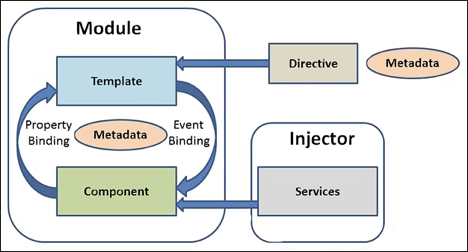 Module
Template
Directive
Metadata
Property
Binding
Metadata
Event
Binding
Injector
Component
Services